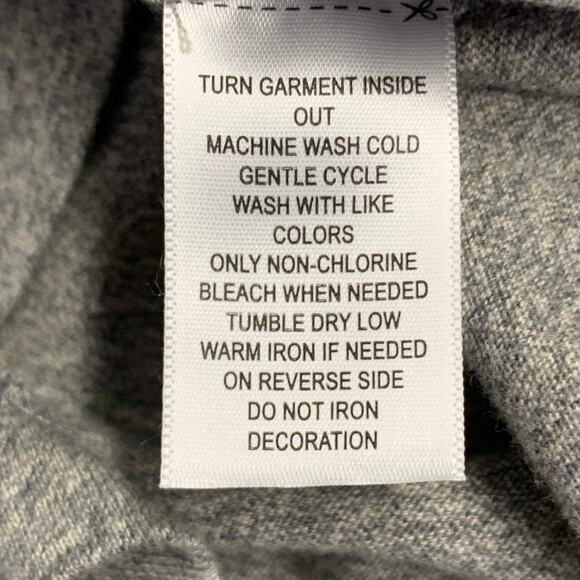 TURN GARMENT INSIDE
OUT
MACHINE WASH COLD
GENTLE CYCLE
WASH WITH LIKE
COLORS
ONLY NON-CHLORINE
BLEACH WHEN NEEDED
TUMBLE DRY LOW
WARM IRON IF NEEDED
ON REVERSE SIDE
DO NOT IRON
DECORATION